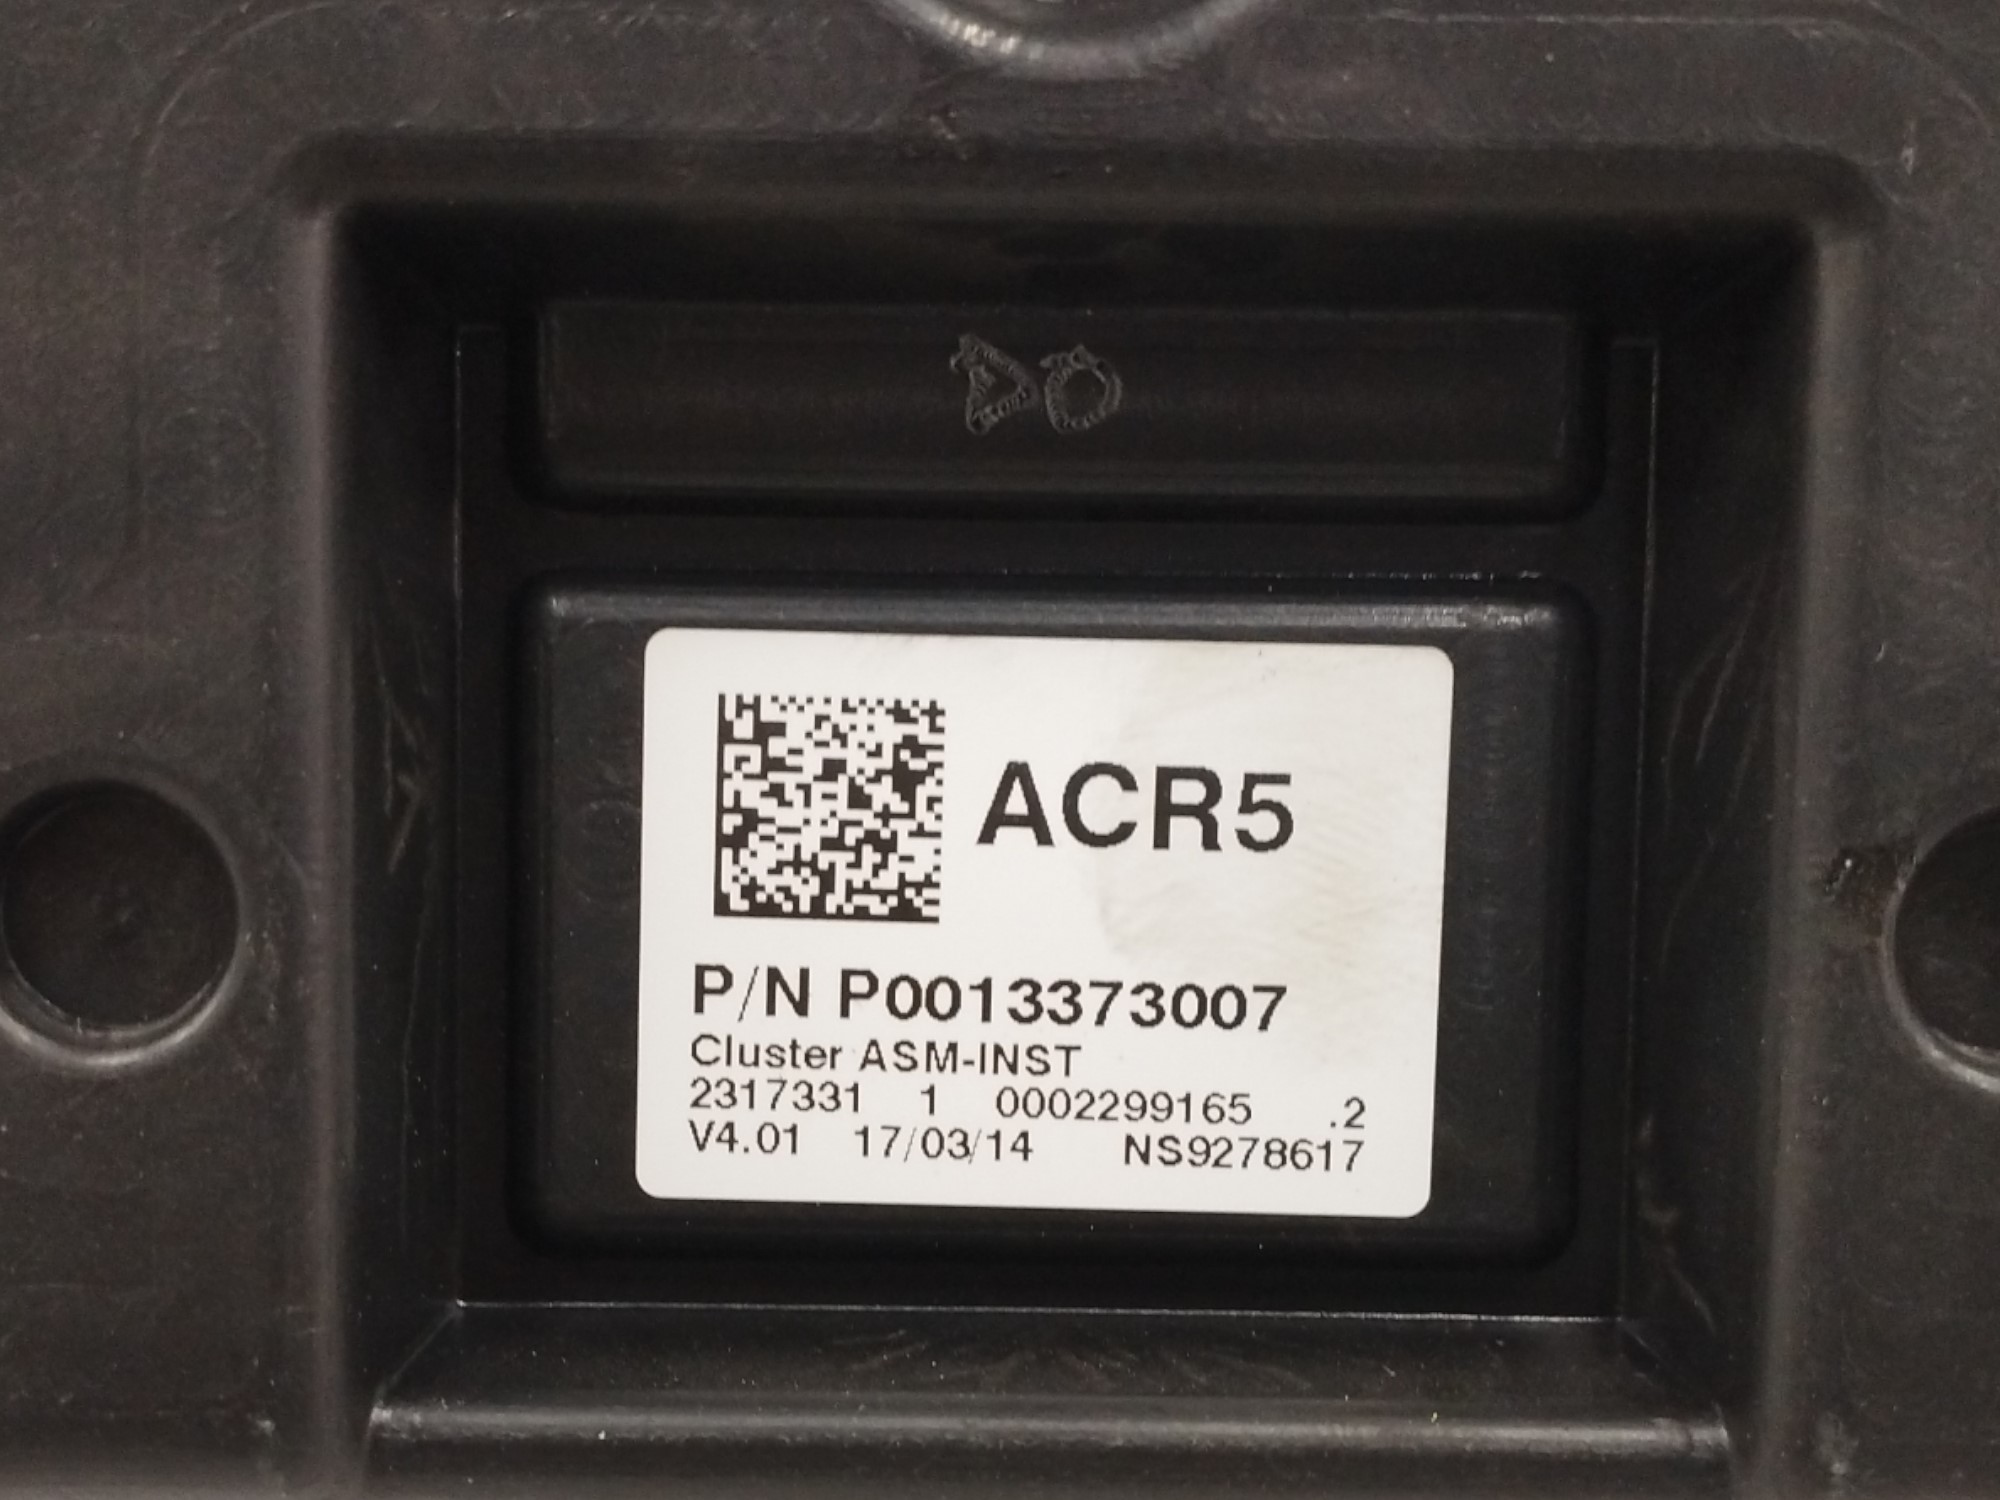 ACR5
P/N P0013373007
Cluster ASM-INST
2317331 1 0002299165 .2
V4.01 17/03/14 NS9278617